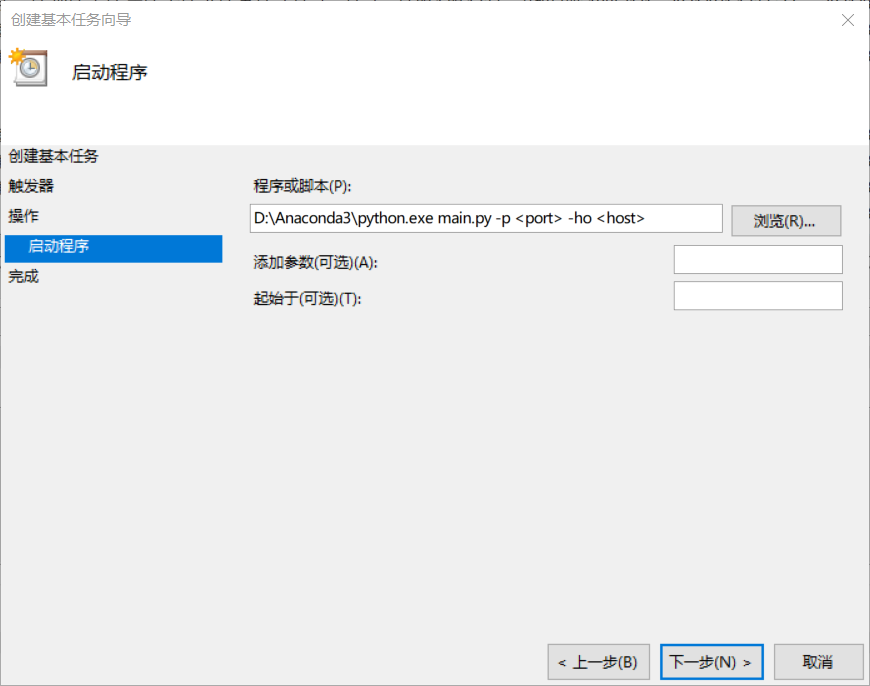 创建基本任务向导
启动程序
创建基本任务
触发器
操作
启动程序
完成
程序或脚本(P):
D:\Anaconda3\python.exe main.py -p <port> -ho <host>
浏览(R)...
添加参数(可选)(A):
起始于(可选)(T):
< 上一步(B)
下一步(N) >
取消